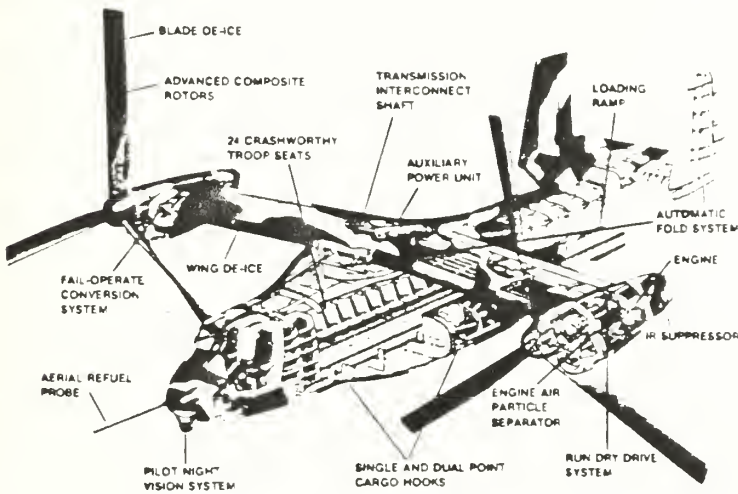 BLADE DE-ICE
ADVANCED COMPOSITE
ROTORS
TRANSMISSION
INTERCONNECT
SHAFT
LOADING
RAMP
24 CRASHWORTHY
TROOP SEATS
AUXILIARY
POWER UNIT
AUTOMATIC
FOLD SYSTEM
WING DE-ICE
ENGINE
FAIL-OPERATE
CONVERSION
SYSTEM
IR SUPPRESSOR
AERIAL REFUEL
PROBE
ENGINE AIR
PARTICLE
SEPARATOR
PILOT NIGHT
VISION SYSTEM
SINGLE AND DUAL POINT
CARGO HOOKS
RUN DRY DRIVE
SYSTEM